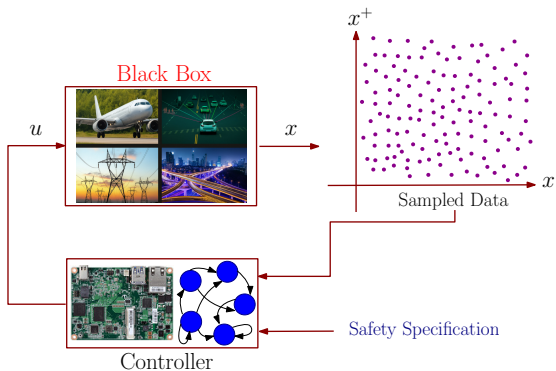 x⁺
Black Box
u
x
x
Sampled Data
Safety Specification
Controller